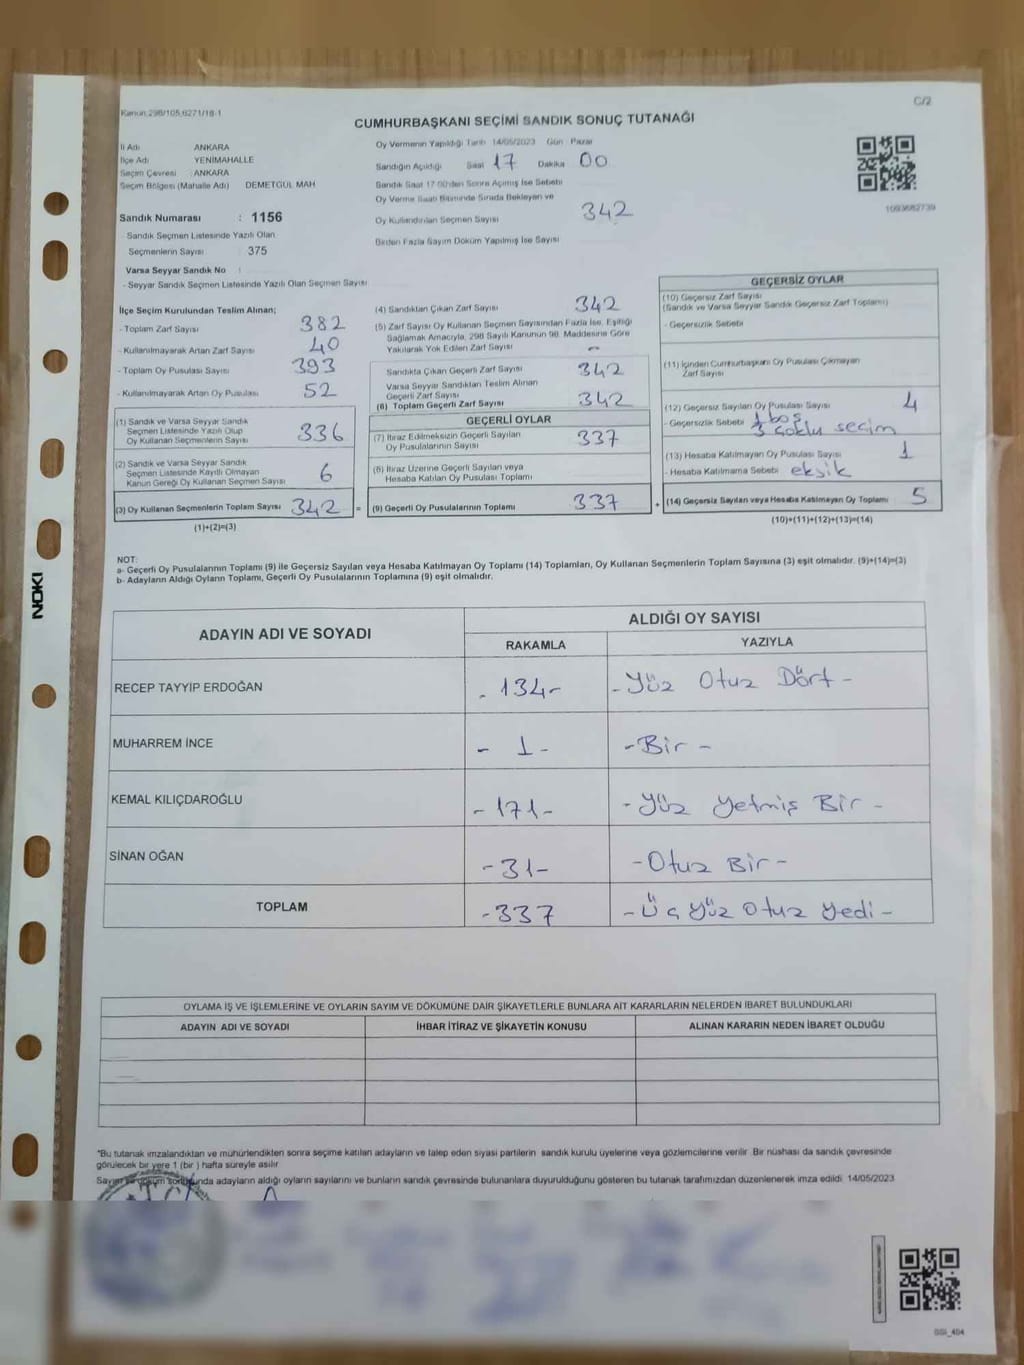 Kanun 298/105,6271/18-1
C/2
CUMHURBAŞKANI SEÇİMİ SANDIK SONUÇ TUTANAĞI
İl Adı ANKARA
İlçe Adı YENİMAHALLE
Seçim Çevresi : ANKARA
Seçim Bölgesi (Mahalle Adı) DEMETGÜL MAH
Sandık Numarası : 1156
- Sandık Seçmen Listesinde Yazılı Olan
Seçmenlerin Sayısı 375
Varsa Seyyar Sandık No :
- Seyyar Sandık Seçmen Listesinde Yazılı Olan Seçmen Sayısı
Oy Vermenin Yapıldığı Tarih 14/05/2023 Gün Pazar
Sandığın Açıldığı Saat 17 Dakika 00
Sandık Saat 17 00'den Sonra Açılmış İse Sebebi
Oy Verme Saati Bitiminde Sırada Bekleyen ve
Oy Kullandırılan Seçmen Sayısı 342
Birden Fazla Sayım Döküm Yapılmış İse Sayısı
1093682739
İlçe Seçim Kurulundan Teslim Alınan;
- Toplam Zarf Sayısı 382
- Kullanılmayarak Artan Zarf Sayısı 40
- Toplam Oy Pusulası Sayısı 393
- Kullanılmayarak Artan Oy Pusulası 52
(1) Sandık ve Varsa Seyyar Sandık
Seçmen Listesinde Yazılı Olup
Oy Kullanan Seçmenlerin Sayısı 336
(2) Sandık ve Varsa Seyyar Sandık
Seçmen Listesinde Kayıtlı Olmayan
Kanun Gereği Oy Kullanan Seçmen Sayısı 6
(3) Oy Kullanan Seçmenlerin Toplam Sayısı 342 =
(1)+(2)=(3)
(4) Sandıktan Çıkan Zarf Sayısı 342
(5) Zarf Sayısı Oy Kullanan Seçmen Sayısından Fazla İse, Eşitliği
Sağlamak Amacıyla, 298 Sayılı Kanunun 98. Maddesine Göre
Yakılarak Yok Edilen Zarf Sayısı -
Sandıkta Çıkan Geçerli Zarf Sayısı 342
Varsa Seyyar Sandıktan Teslim Alınan
Geçerli Zarf Sayısı
(6) Toplam Geçerli Zarf Sayısı 342
GEÇERLİ OYLAR
(7) İtiraz Edilmeksizin Geçerli Sayılan
Oy Pusulalarının Sayısı 337
(8) İtiraz Üzerine Geçerli Sayılan veya
Hesaba Katılan Oy Pusulası Toplamı
(9) Geçerli Oy Pusulalarının Toplamı 337 +
GEÇERSİZ OYLAR
(10) Geçersiz Zarf Sayısı
(Sandık ve Varsa Seyyar Sandık Geçersiz Zarf Toplamı)
- Geçersizlik Sebebi
(11) İçinden Cumhurbaşkanı Oy Pusulası Çıkmayan
Zarf Sayısı
(12) Geçersiz Sayılan Oy Pusulası Sayısı 4
- Geçersizlik Sebebi 1 boş
3 çoklu seçim
(13) Hesaba Katılmayan Oy Pusulası Sayısı 1
- Hesaba Katılmama Sebebi eksik
(14) Geçersiz Sayılan veya Hesaba Katılmayan Oy Toplamı 5
(10)+(11)+(12)+(13)=(14)
NOT:
a- Geçerli Oy Pusulalarının Toplamı (9) ile Geçersiz Sayılan veya Hesaba Katılmayan Oy Toplamı (14) Toplamları, Oy Kullanan Seçmenlerin Toplam Sayısına (3) eşit olmalıdır. (9)+(14)=(3)
b- Adayların Aldığı Oyların Toplamı, Geçerli Oy Pusulalarının Toplamına (9) eşit olmalıdır.
ADAYIN ADI VE SOYADI ALDIĞI OY SAYISI
RAKAMLA YAZIYLA
RECEP TAYYİP ERDOĞAN - 134 - - Yüz Otuz Dört -
MUHARREM İNCE - 1 - - Bir -
KEMAL KILIÇDAROĞLU - 171 - - Yüz Yetmiş Bir -
SİNAN OĞAN - 31 - - Otuz Bir -
TOPLAM - 337 - Üç Yüz Otuz Yedi -
OYLAMA İŞ VE İŞLEMLERİNE VE OYLARIN SAYIM VE DÖKÜMÜNE DAİR ŞİKAYETLERLE BUNLARA AİT KARARLARIN NELERDEN İBARET BULUNDUKLARI
ADAYIN ADI VE SOYADI İHBAR İTİRAZ VE ŞİKAYETİN KONUSU ALINAN KARARIN NEDEN İBARET OLDUĞU
*Bu tutanak imzalandıktan ve mühürlendikten sonra seçime katılan adayların ve talep eden siyasi partilerin sandık kurulu üyelerine veya gözlemcilerine verilir. Bir nüshası da sandık çevresinde
görülecek bir yere 1 (bir ) hafta süreyle asılır
Sayım ve döküm sonucunda adayların aldığı oyların sayılarını ve bunların sandık çevresinde bulunanlara duyurulduğunu gösteren bu tutanak tarafımızdan düzenlenerek imza edildi. 14/05/2023
NOKI